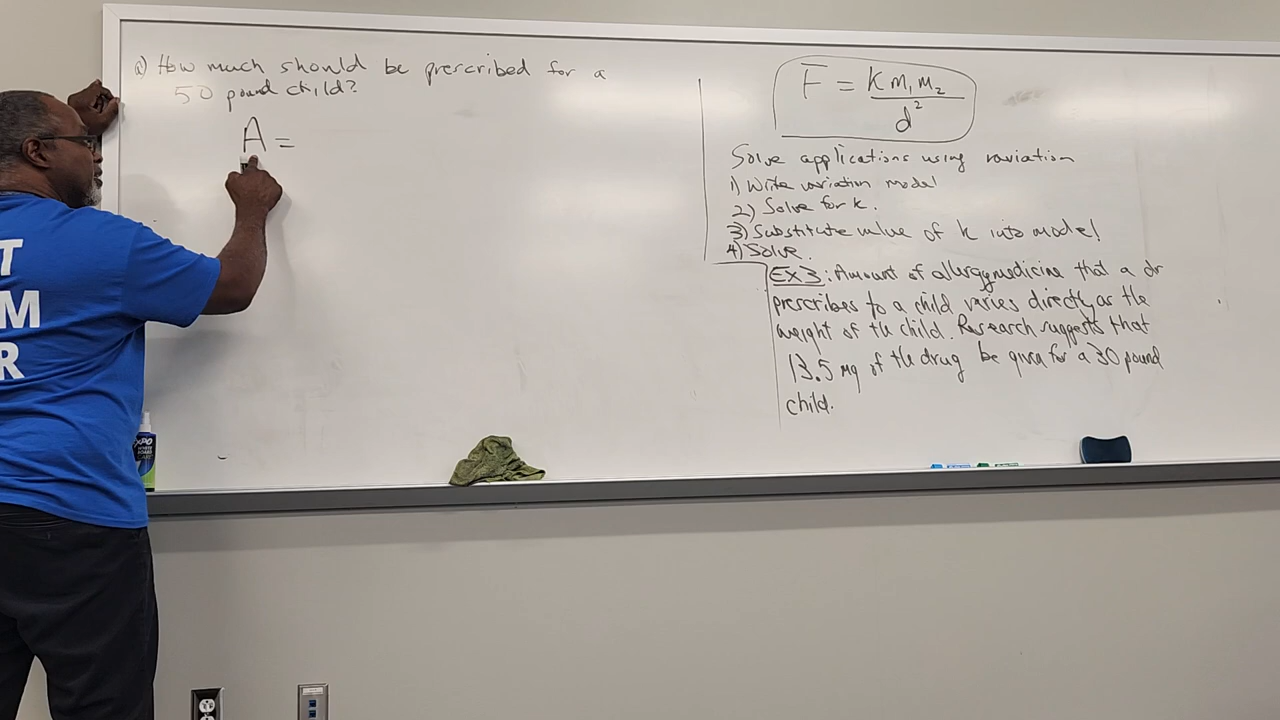 a) How much should be prescribed for a
50 pound child?
A =
F = K m₁ m₂ / d²
Solve applications using variation
1) Write variation model
2) Solve for k.
3) Substitute value of k into model
4) Solve.
EX3: Amount of allergy medicine that a dr
prescribes to a child varies directly as the
weight of the child. Research suggests that
13.5 mg of the drug be given for a 30 pound
child.
T
M
R
EXPO